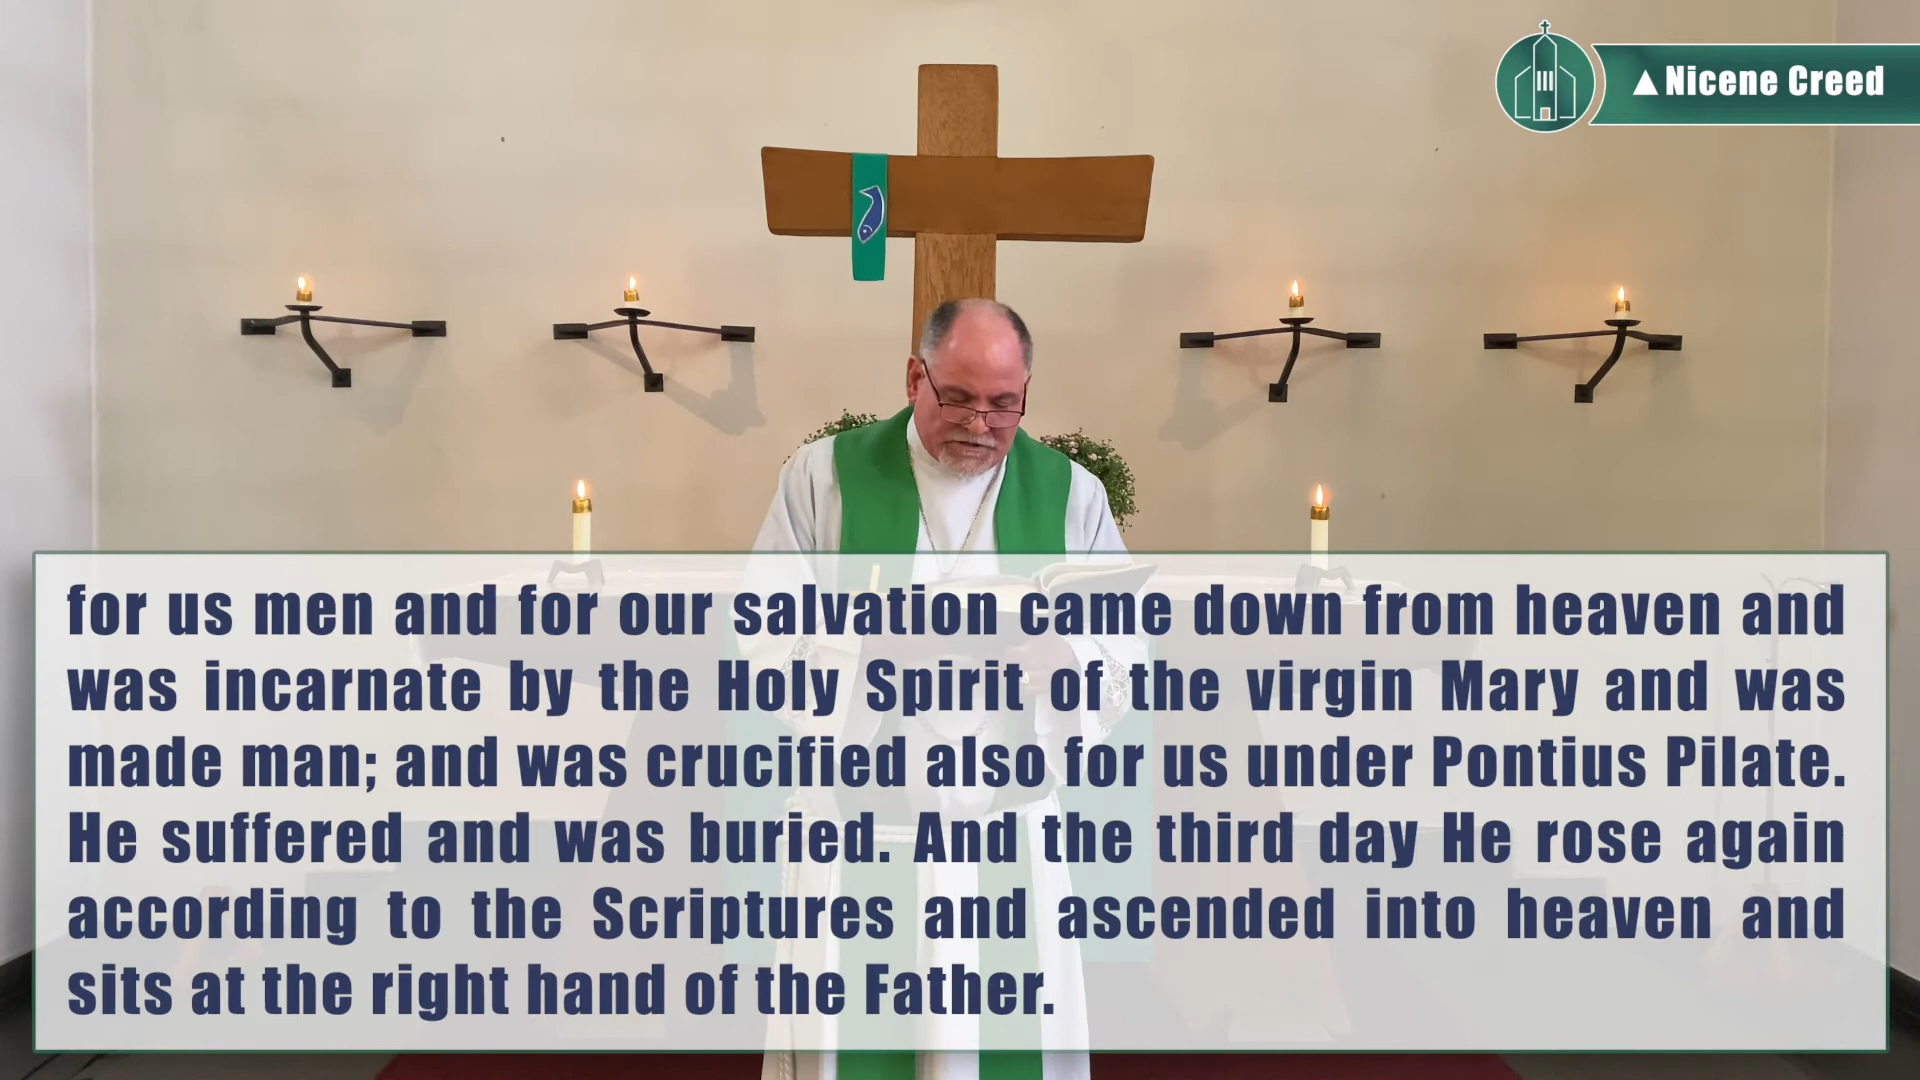 ▲Nicene Creed
for us men and for our salvation came down from heaven and
was incarnate by the Holy Spirit of the virgin Mary and was
made man; and was crucified also for us under Pontius Pilate.
He suffered and was buried. And the third day He rose again
according to the Scriptures and ascended into heaven and
sits at the right hand of the Father.